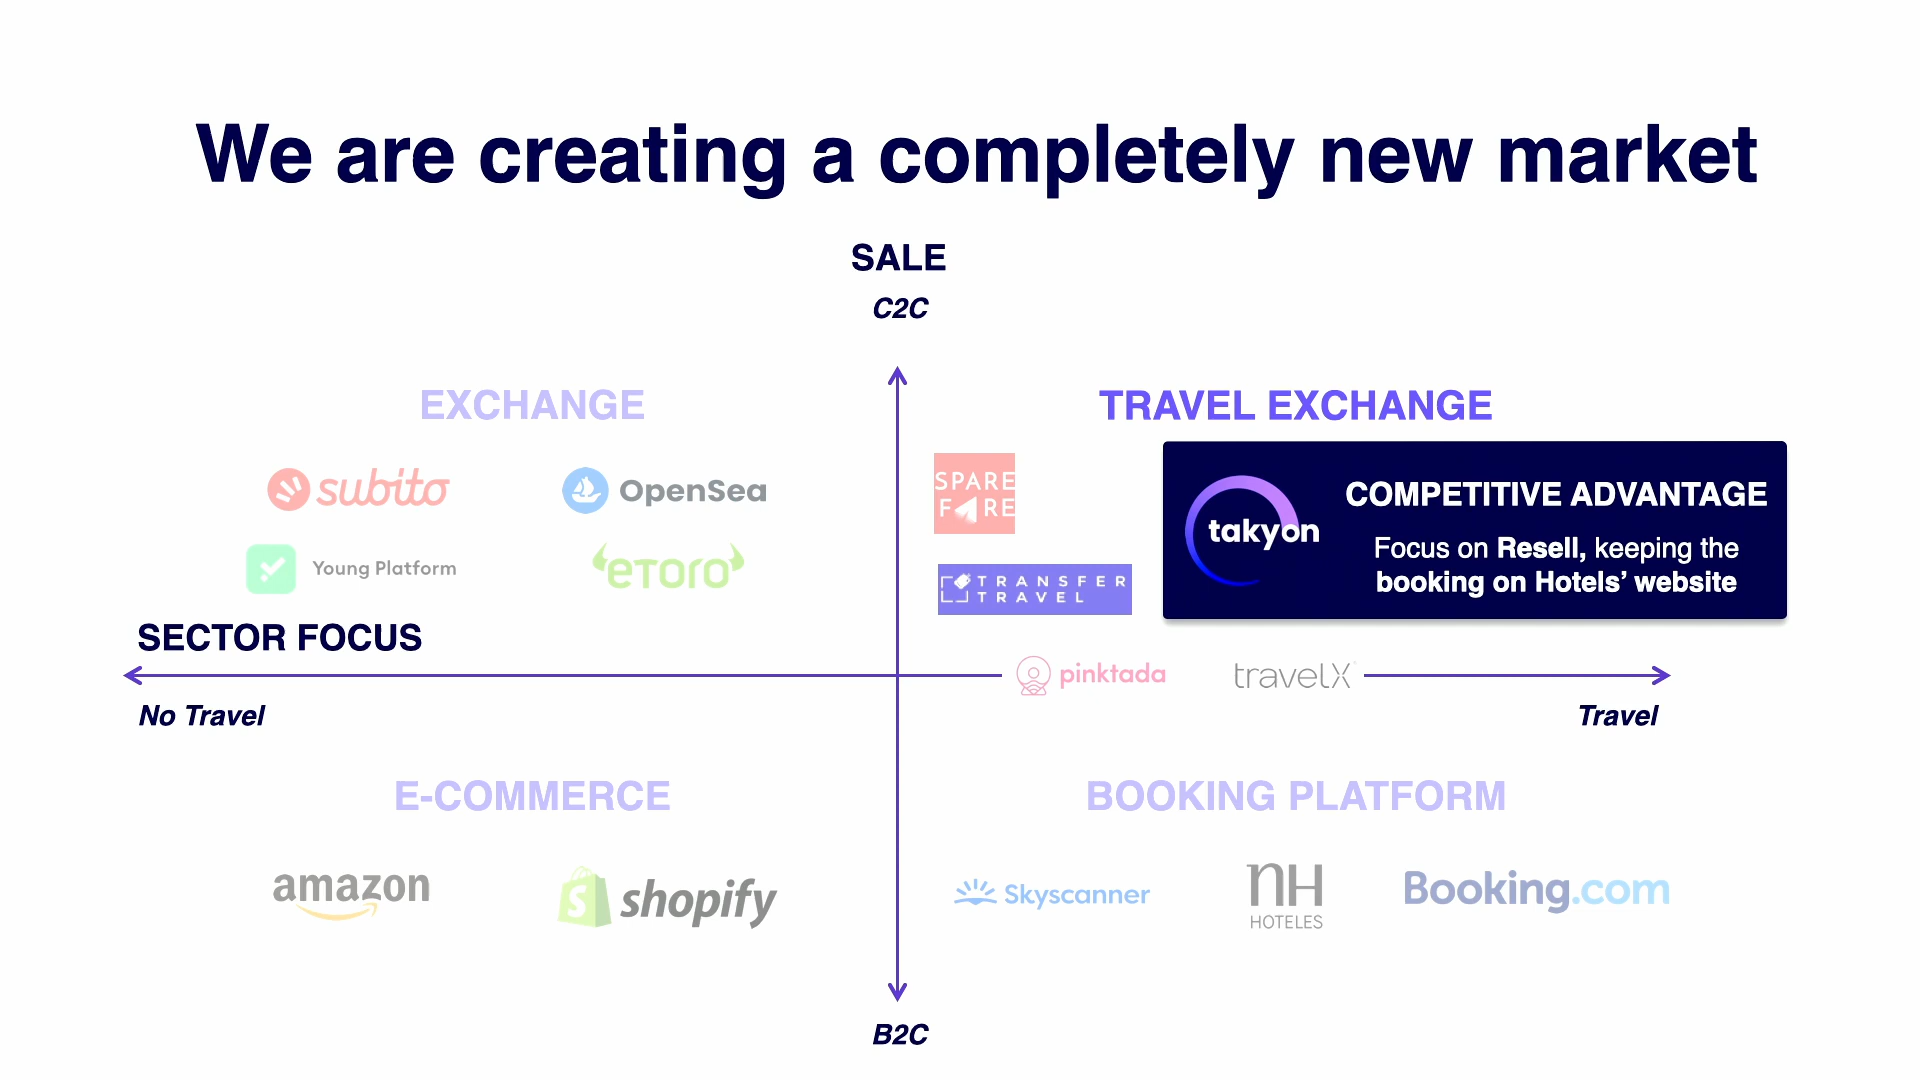 We are creating a completely new market
SALE
C2C
EXCHANGE
TRAVEL EXCHANGE
subito
OpenSea
SPARE
FARE
takyon
COMPETITIVE ADVANTAGE
Focus on Resell, keeping the
booking on Hotels’ website
Young Platform
eToro
TRANSFER
TRAVEL
SECTOR FOCUS
pinktada
travelX
No Travel
Travel
E-COMMERCE
BOOKING PLATFORM
amazon
shopify
Skyscanner
nH
HOTELES
Booking.com
B2C